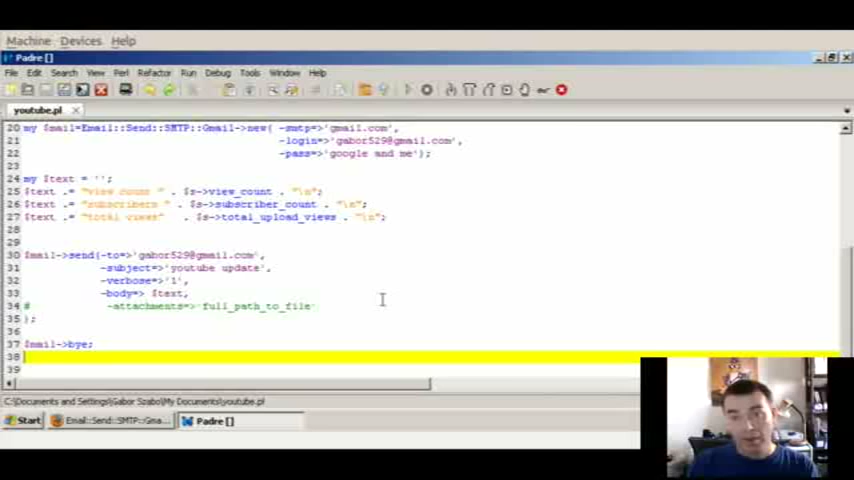 Machine Devices Help
Padre []
File Edit Search View Perl Refactor Run Debug Tools Window Help
youtube.pl
20 my $mail=Email::Send::SMTP::Gmail->new( -smtp=>'gmail.com',
21 -login=>'gabor529@gmail.com',
22 -pass=>'google and me');
23
24 my $text = '';
25 $text .= "view count " . $s->view_count . "\n";
26 $text .= "subscribers " . $s->subscriber_count . "\n";
27 $text .= "total views" . $s->total_upload_views . "\n";
28
29
30 $mail->send(-to=>'gabor529@gmail.com',
31 -subject=>'youtube update',
32 -verbose=>'1',
33 -body=> $text,
34 # -attachments=>'full_path_to_file'
35 );
36
37 $mail->bye;
38
39
C:\Documents and Settings\Gabor Szabo\My Documents\youtube.pl
Start Email::Send::SMTP::Gma... Padre []